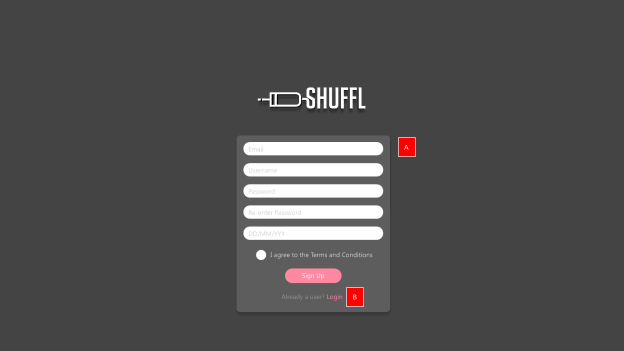 SHUFFL
Email
A
Username
Password
Re-enter Password
DD/MM/YYY
I agree to the Terms and Conditions
Sign Up
Already a user? Login
B